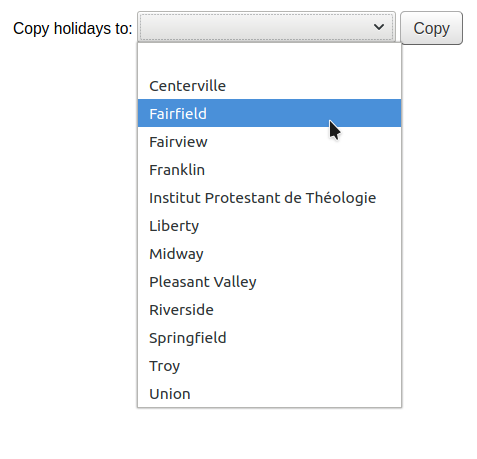 Copy holidays to: Copy
Centerville
Fairfield
Fairview
Franklin
Institut Protestant de Théologie
Liberty
Midway
Pleasant Valley
Riverside
Springfield
Troy
Union